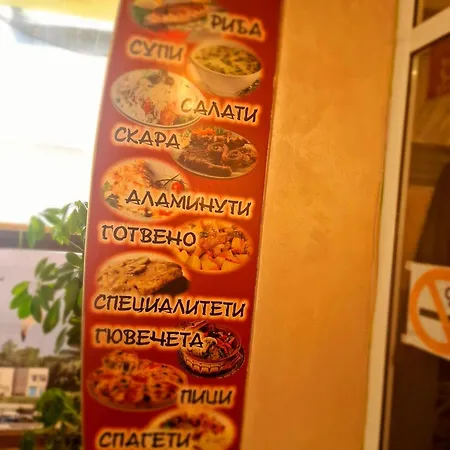 РИБА
СУПИ
САЛАТИ
СКАРА
АЛАМИНУТИ
ГОТВЕНО
СПЕЦИАЛИТЕТИ
ГЮВЕЧЕТА
ПИЦИ
СПАГЕТИ